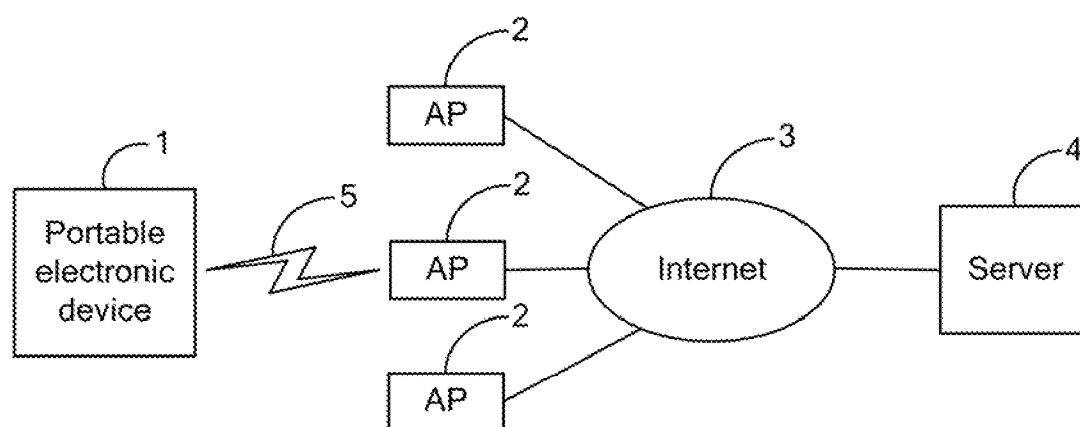 2
AP
1
3
4
Portable
electronic
device
5
2
AP
Internet
Server
2
AP